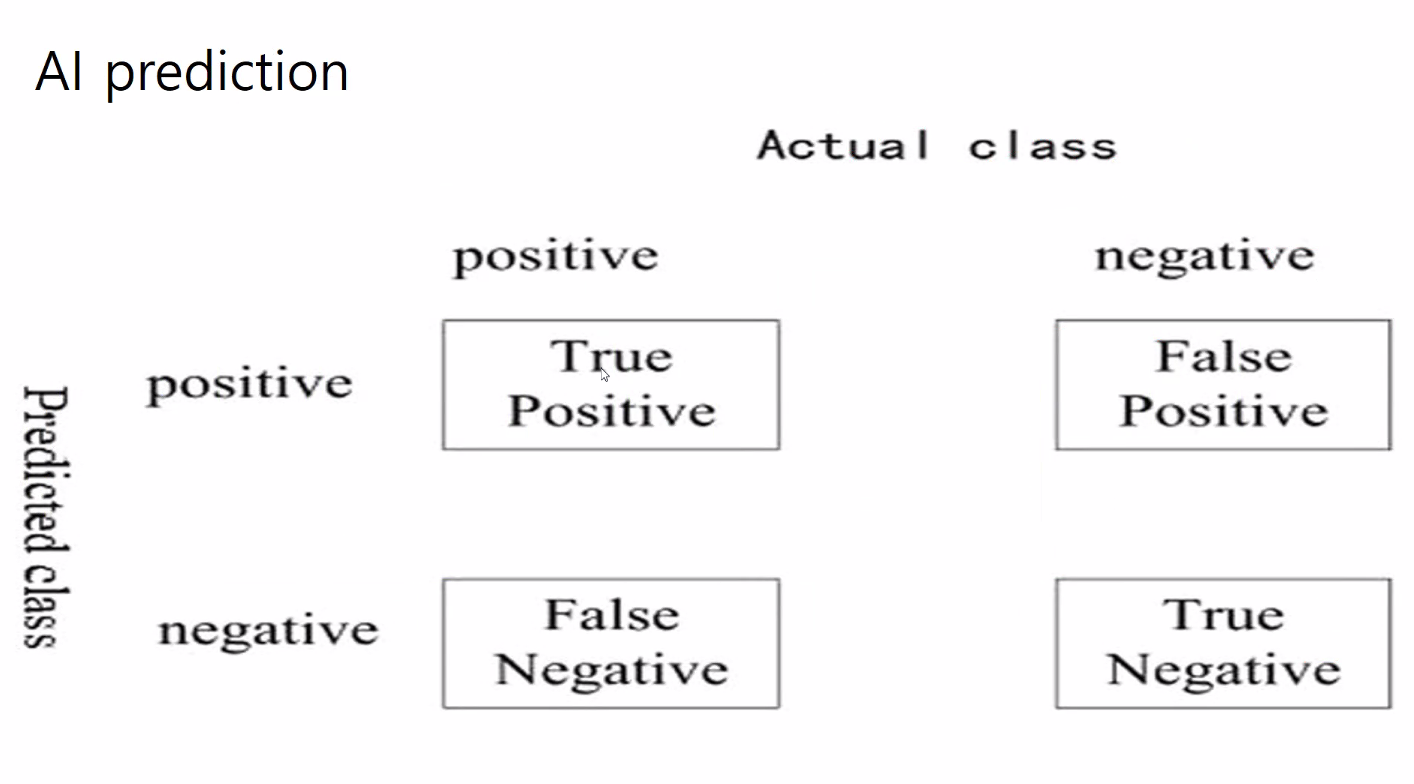 AI prediction
Actual class
positive negative
Predicted class
positive
True
Positive
False
Positive
negative
False
Negative
True
Negative